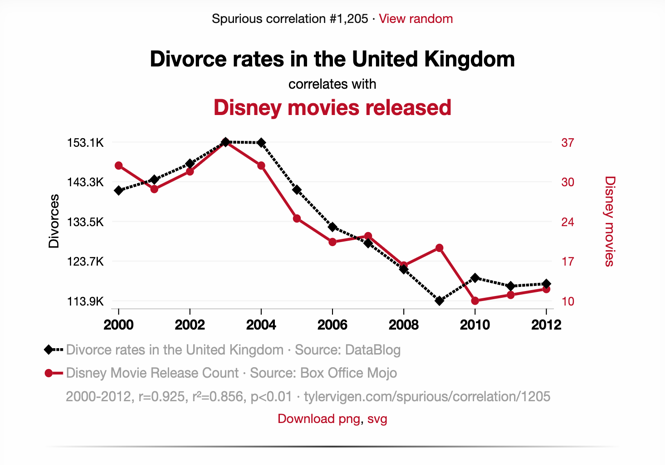 Spurious correlation #1,205 · View random
Divorce rates in the United Kingdom
correlates with
Disney movies released
153.1K
37
143.3K
30
133.5K
24
123.7K
17
113.9K
10
Divorces
Disney movies
2000 2002 2004 2006 2008 2010 2012
Divorce rates in the United Kingdom · Source: DataBlog
Disney Movie Release Count · Source: Box Office Mojo
2000-2012, r=0.925, r²=0.856, p<0.01 · tylervigen.com/spurious/correlation/1205
Download png, svg